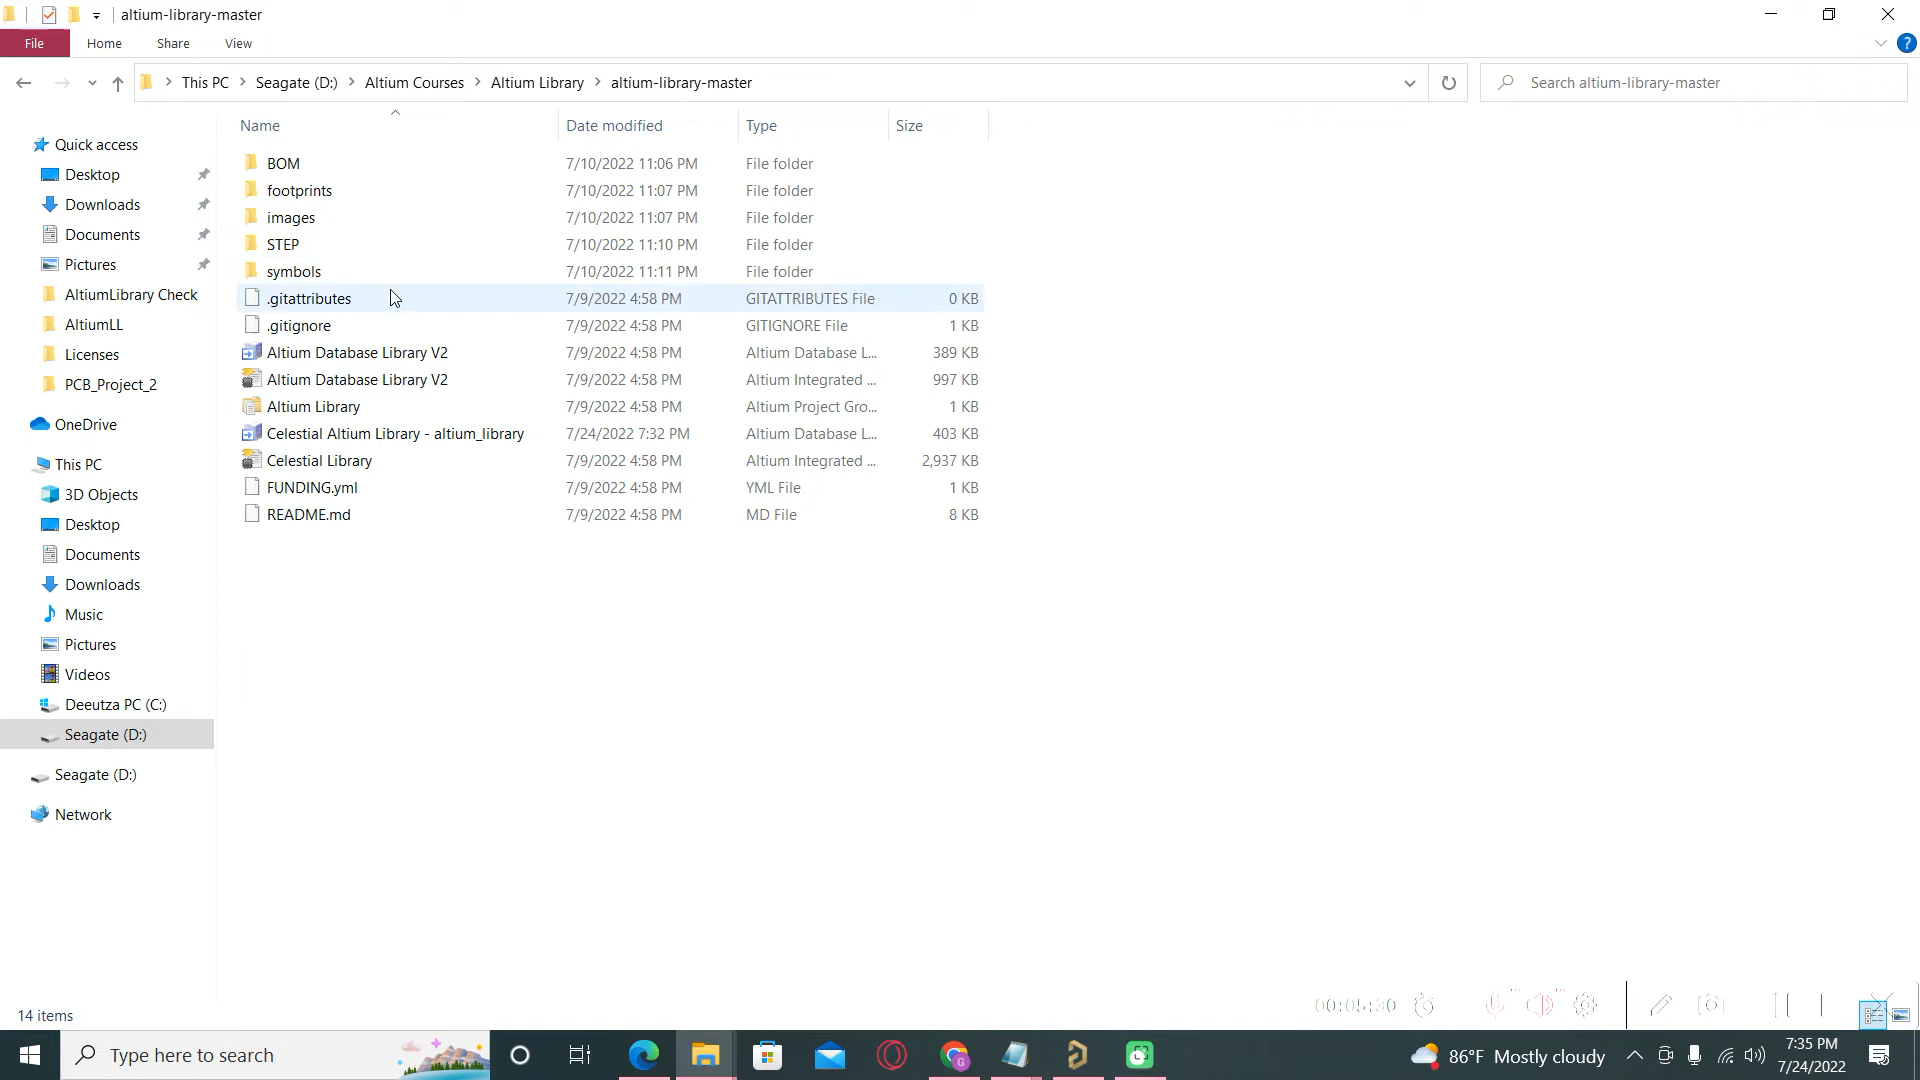 altium-library-master
File Home Share View
This PC Seagate (D:) Altium Courses Altium Library altium-library-master
Search altium-library-master
Name Date modified Type Size
Quick access
Desktop
Downloads
Documents
Pictures
AltiumLibrary Check
AltiumLL
Licenses
PCB_Project_2
OneDrive
This PC
3D Objects
Desktop
Documents
Downloads
Music
Pictures
Videos
Deeutza PC (C:)
Seagate (D:)
Seagate (D:)
Network
BOM 7/10/2022 11:06 PM File folder
footprints 7/10/2022 11:07 PM File folder
images 7/10/2022 11:07 PM File folder
STEP 7/10/2022 11:10 PM File folder
symbols 7/10/2022 11:11 PM File folder
.gitattributes 7/9/2022 4:58 PM GITATTRIBUTES File 0 KB
.gitignore 7/9/2022 4:58 PM GITIGNORE File 1 KB
Altium Database Library V2 7/9/2022 4:58 PM Altium Database L... 389 KB
Altium Database Library V2 7/9/2022 4:58 PM Altium Integrated ... 997 KB
Altium Library 7/9/2022 4:58 PM Altium Project Gro... 1 KB
Celestial Altium Library - altium_library 7/24/2022 7:32 PM Altium Database L... 403 KB
Celestial Library 7/9/2022 4:58 PM Altium Integrated ... 2,937 KB
FUNDING.yml 7/9/2022 4:58 PM YML File 1 KB
README.md 7/9/2022 4:58 PM MD File 8 KB
00:05:30
14 items
Type here to search
86°F Mostly cloudy
7:35 PM
7/24/2022